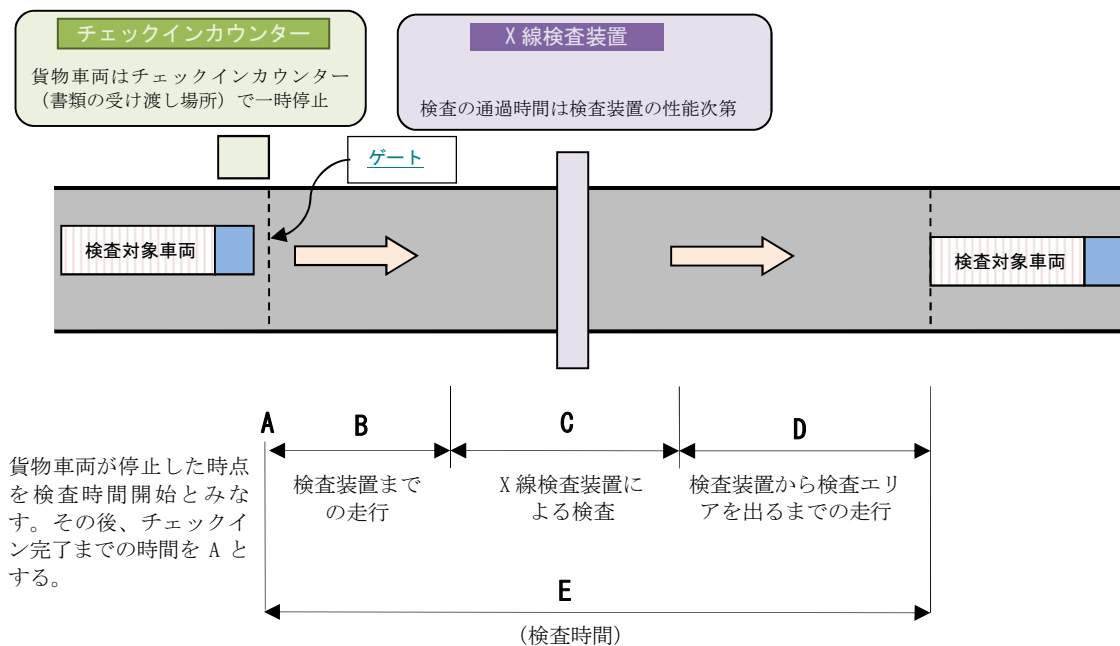 チェックインカウンター
貨物車両はチェックインカウンター
（書類の受け渡し場所）で一時停止
X 線検査装置
検査の通過時間は検査装置の性能次第
ゲート
検査対象車両
検査対象車両
A
B
C
D
貨物車両が停止した時点
を検査時間開始とみな
す。その後、チェックイ
ン完了までの時間を A と
する。
検査装置まで
の走行
X 線検査装置に
よる検査
検査装置から検査エリ
アを出るまでの走行
E
（検査時間）